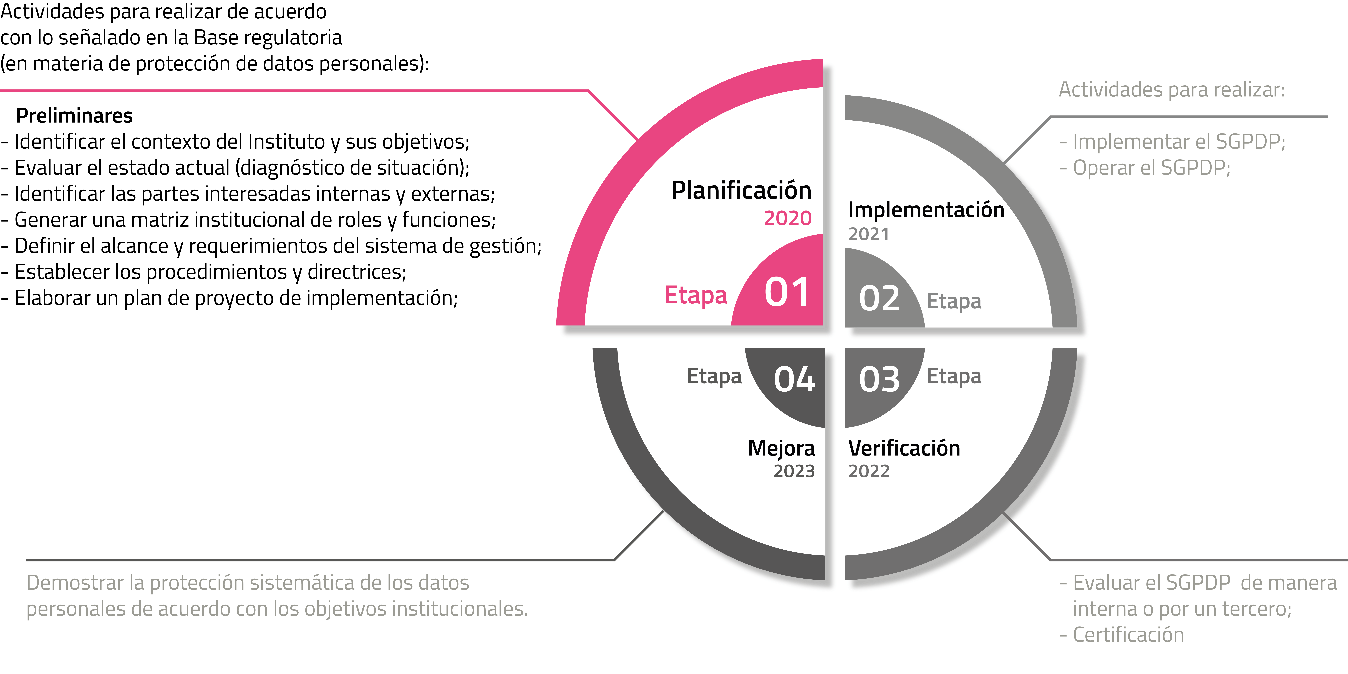 Actividades para realizar de acuerdo
con lo señalado en la Base regulatoria
(en materia de protección de datos personales):
Preliminares
- Identificar el contexto del Instituto y sus objetivos;
- Evaluar el estado actual (diagnóstico de situación);
- Identificar las partes interesadas internas y externas;
- Generar una matriz institucional de roles y funciones;
- Definir el alcance y requerimientos del sistema de gestión;
- Establecer los procedimientos y directrices;
- Elaborar un plan de proyecto de implementación;
Planificación
2020
Etapa 01
Actividades para realizar:
- Implementar el SGPDP;
- Operar el SGPDP;
Implementación
2021
02 Etapa
03 Etapa
Verificación
2022
- Evaluar el SGPDP de manera
interna o por un tercero;
- Certificación
Etapa 04
Mejora
2023
Demostrar la protección sistemática de los datos
personales de acuerdo con los objetivos institucionales.